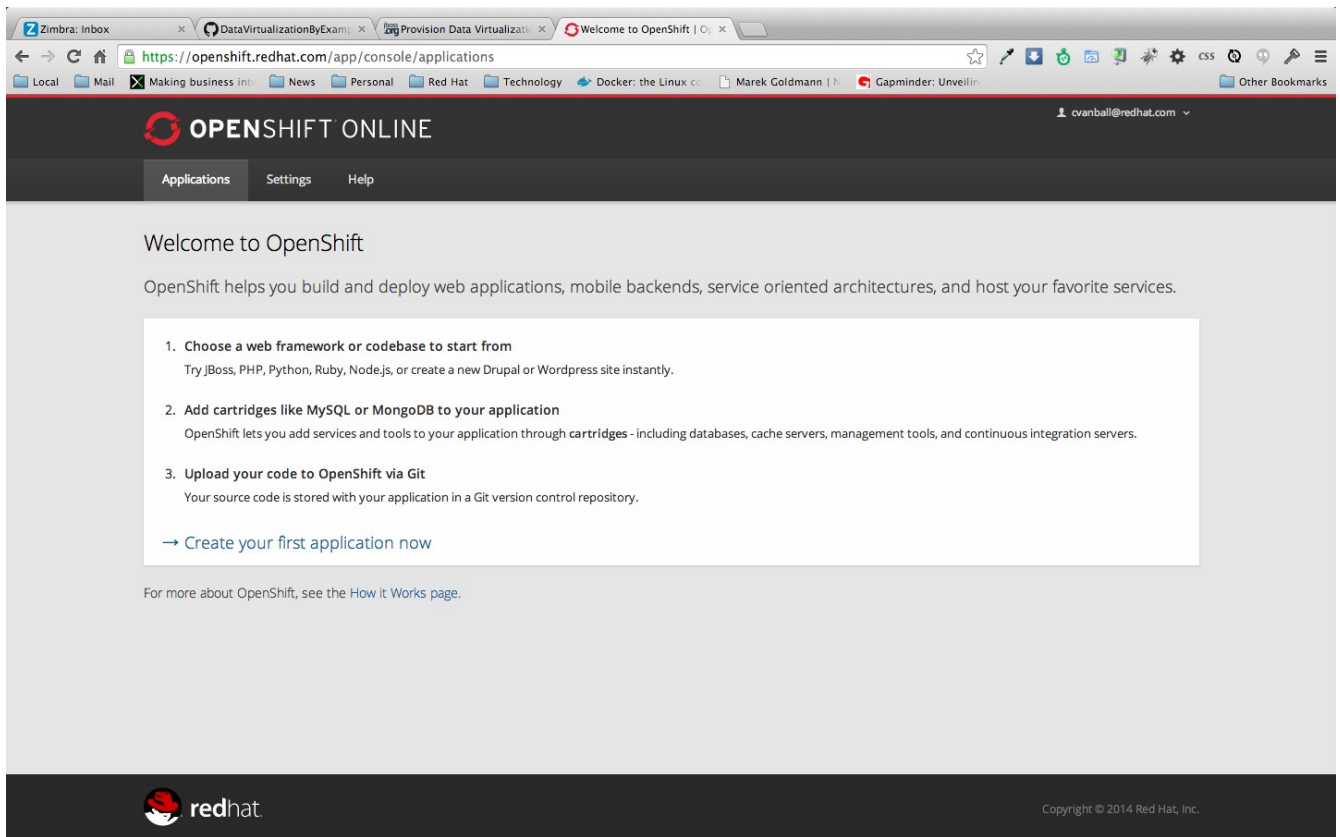 Zimbra: Inbox
DataVirtualizationByExamp
Provision Data Virtualizatic
Welcome to OpenShift | Op
https://openshift.redhat.com/app/console/applications
css
Local
Mail
Making business inte
News
Personal
Red Hat
Technology
Docker: the Linux co
Marek Goldmann | N
Gapminder: Unveilin
Other Bookmarks
OPENSHIFT ONLINE
cvanball@redhat.com
Applications
Settings
Help
Welcome to OpenShift
OpenShift helps you build and deploy web applications, mobile backends, service oriented architectures, and host your favorite services.
1. Choose a web framework or codebase to start from
Try JBoss, PHP, Python, Ruby, Node.js, or create a new Drupal or Wordpress site instantly.
2. Add cartridges like MySQL or MongoDB to your application
OpenShift lets you add services and tools to your application through cartridges - including databases, cache servers, management tools, and continuous integration servers.
3. Upload your code to OpenShift via Git
Your source code is stored with your application in a Git version control repository.
→ Create your first application now
For more about OpenShift, see the How it Works page.
redhat.
Copyright © 2014 Red Hat, Inc.